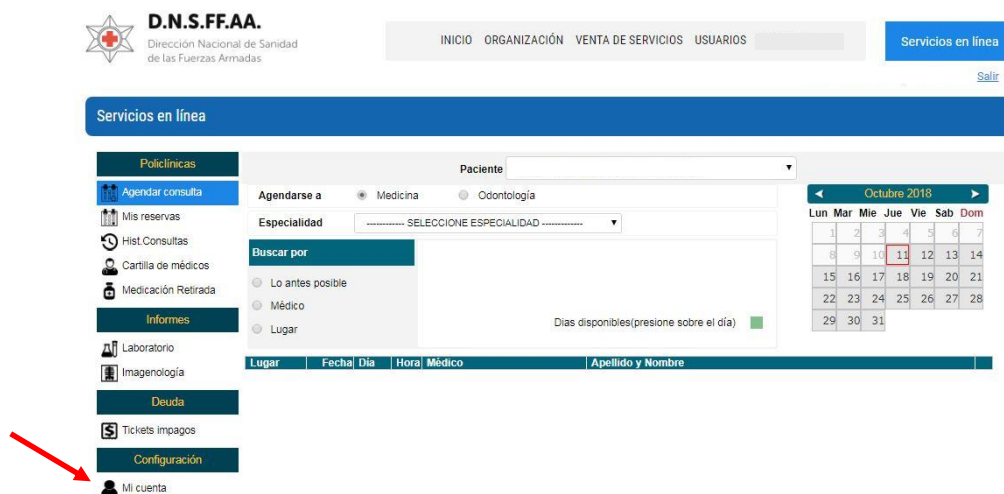 D.N.S.FF.AA.
Dirección Nacional de Sanidad
de las Fuerzas Armadas
INICIO ORGANIZACIÓN VENTA DE SERVICIOS USUARIOS
Servicios en línea
Salir
Servicios en línea
Policlínicas
Agendar consulta
Mis reservas
Hist.Consultas
Cartilla de médicos
Medicación Retirada
Informes
Laboratorio
Imagenología
Deuda
Tickets impagos
Configuración
Mi cuenta
Paciente
Agendarse a Medicina Odontología
Especialidad ------------ SELECCIONE ESPECIALIDAD -------------
Buscar por
Lo antes posible
Médico
Lugar
Dias disponibles(presione sobre el día)
Octubre 2018
Lun Mar Mie Jue Vie Sab Dom
1 2 3 4 5 6 7
8 9 10 11 12 13 14
15 16 17 18 19 20 21
22 23 24 25 26 27 28
29 30 31
Lugar Fecha Día Hora Médico Apellido y Nombre